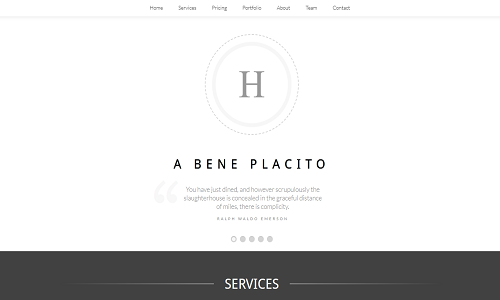 Home Services Pricing Portfolio About Team Contact
H
A BENE PLACITO
“ You have just dined, and however scrupulously the
slaughterhouse is concealed in the graceful distance
of miles, there is complicity.
RALPH WALDO EMERSON
SERVICES